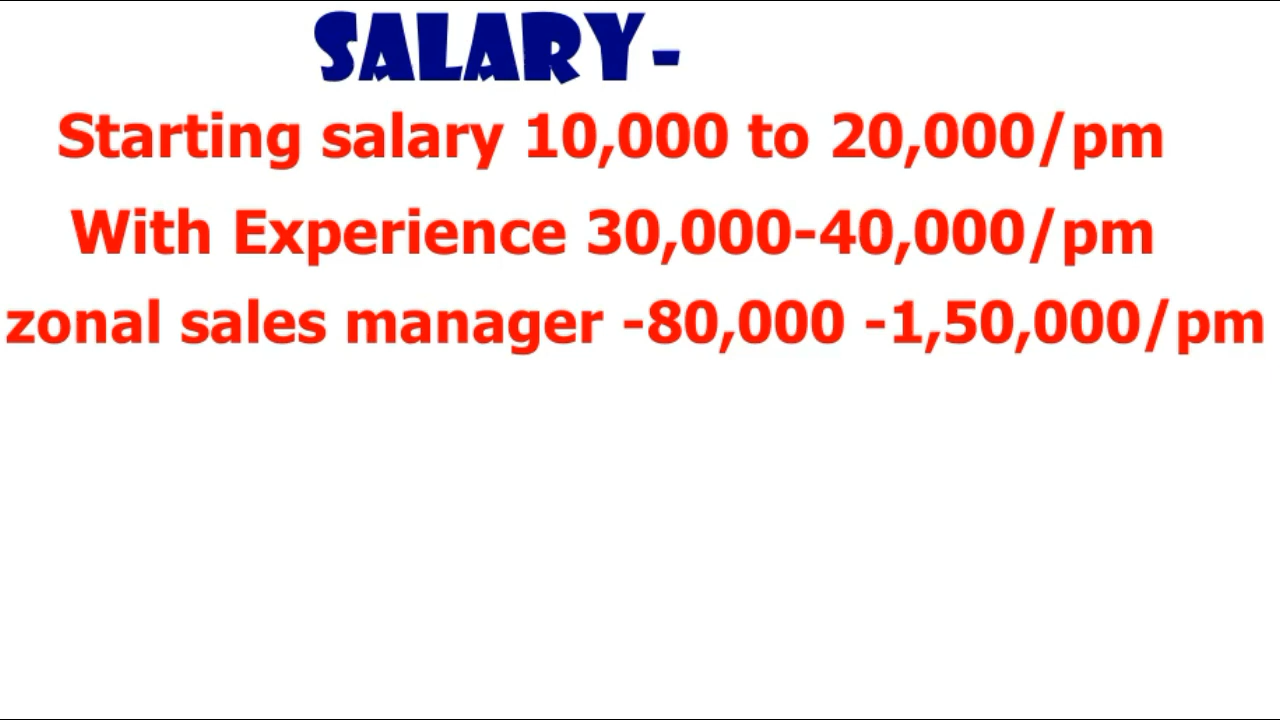 SALARY-
Starting salary 10,000 to 20,000/pm
With Experience 30,000-40,000/pm
zonal sales manager -80,000 -1,50,000/pm